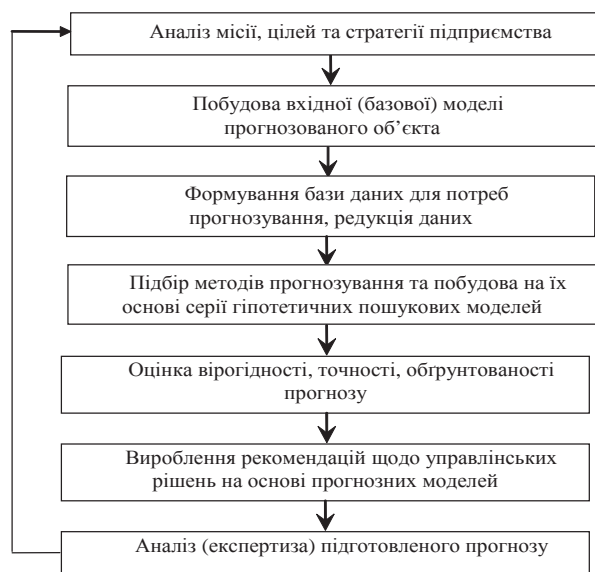 Аналіз місії, цілей та стратегії підприємства
Побудова вхідної (базової) моделі
прогнозованого об’єкта
Формування бази даних для потреб
прогнозування, редукція даних
Підбір методів прогнозування та побудова на їх
основі серії гіпотетичних пошукових моделей
Оцінка вірогідності, точності, обґрунтованості
прогнозу
Вироблення рекомендацій щодо управлінських
рішень на основі прогнозних моделей
Аналіз (експертиза) підготовленого прогнозу